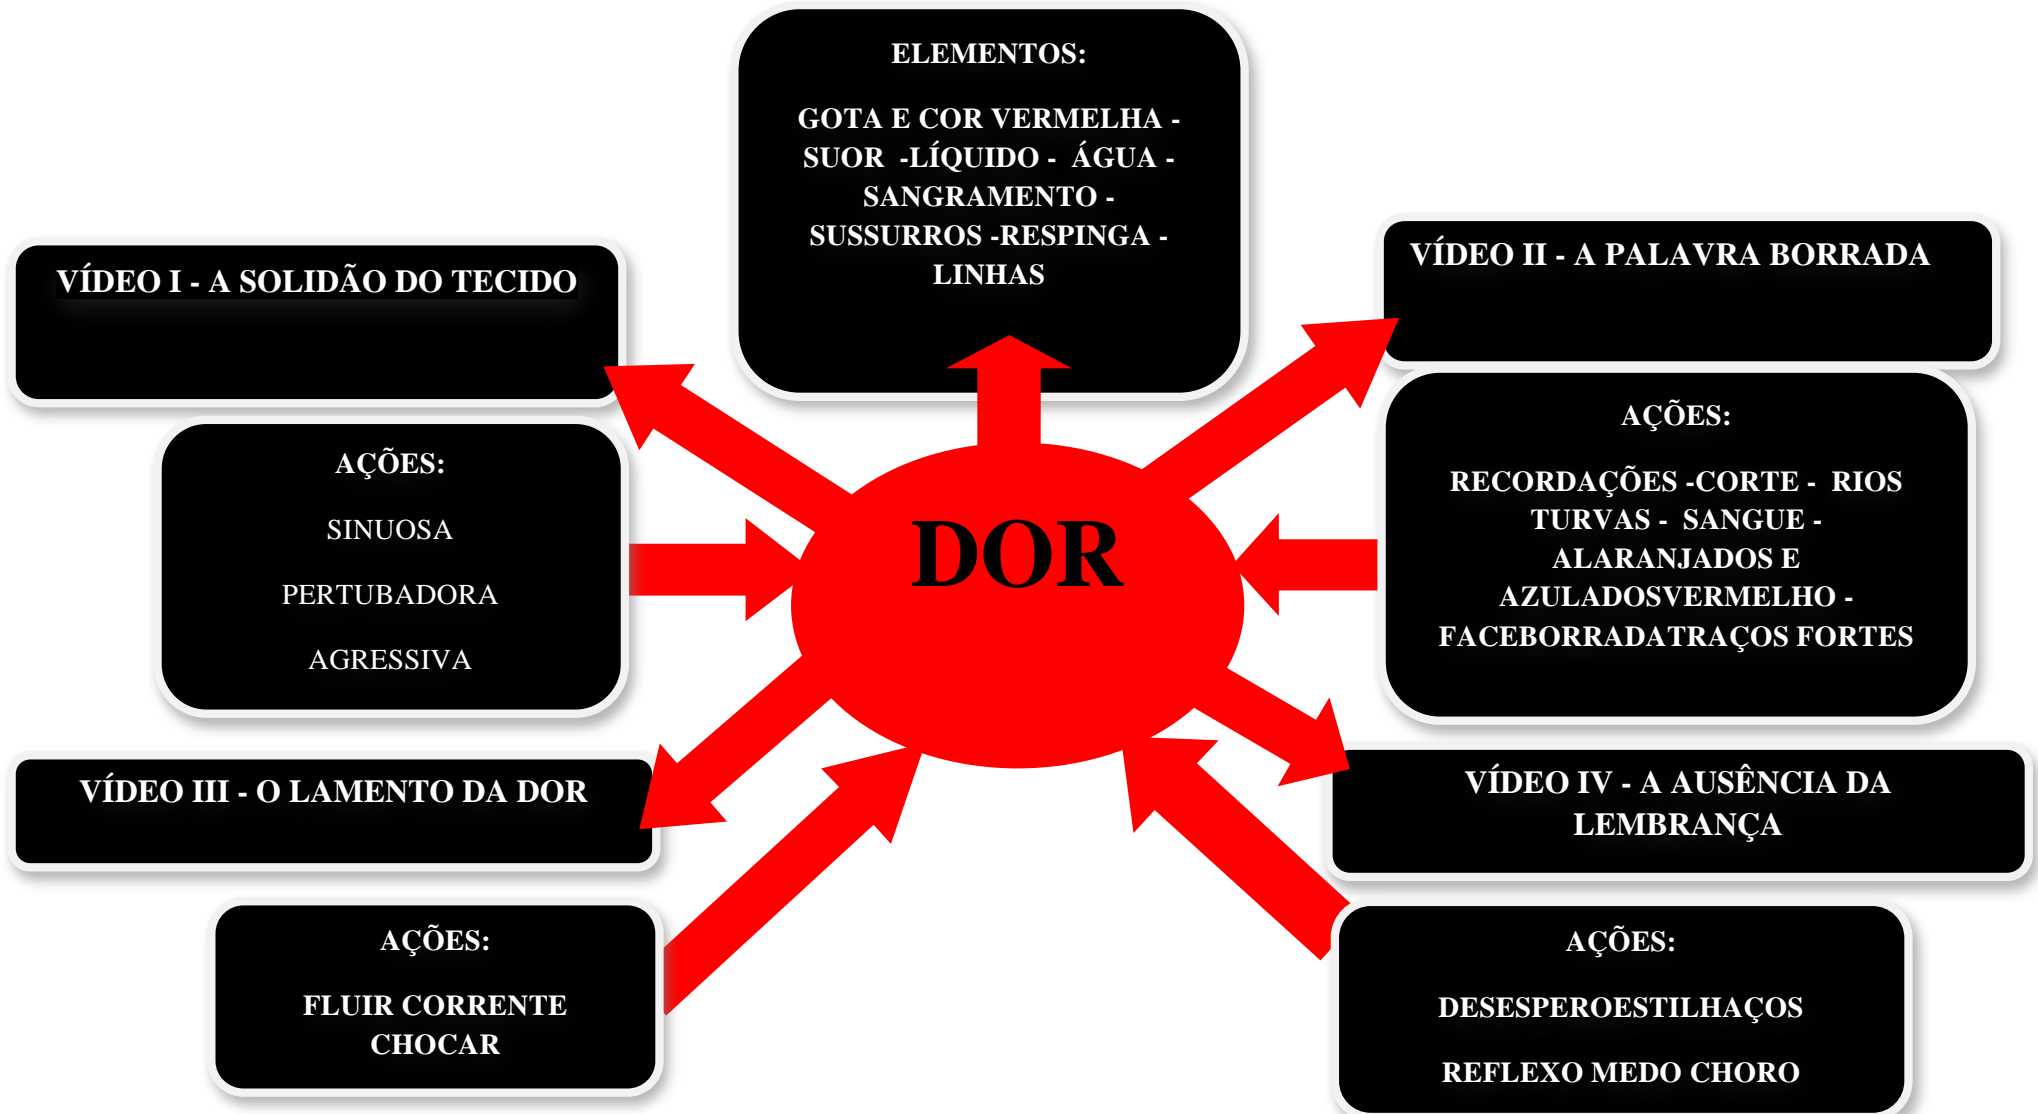 ELEMENTOS:
GOTA E COR VERMELHA -
SUOR -LÍQUIDO - ÁGUA -
SANGRAMENTO -
SUSSURROS -RESPINGA -
LINHAS
VÍDEO I - A SOLIDÃO DO TECIDO
AÇÕES:
SINUOSA
PERTUBADORA
AGRESSIVA
VÍDEO II - A PALAVRA BORRADA
AÇÕES:
RECORDAÇÕES -CORTE - RIOS
TURVAS - SANGUE -
ALARANJADOS E
AZULADOSVERMELHO -
FACEBORRADATRAÇOS FORTES
DOR
VÍDEO III - O LAMENTO DA DOR
AÇÕES:
FLUIR CORRENTE
CHOCAR
VÍDEO IV - A AUSÊNCIA DA
LEMBRANÇA
AÇÕES:
DESESPEROESTILHAÇOS
REFLEXO MEDO CHORO